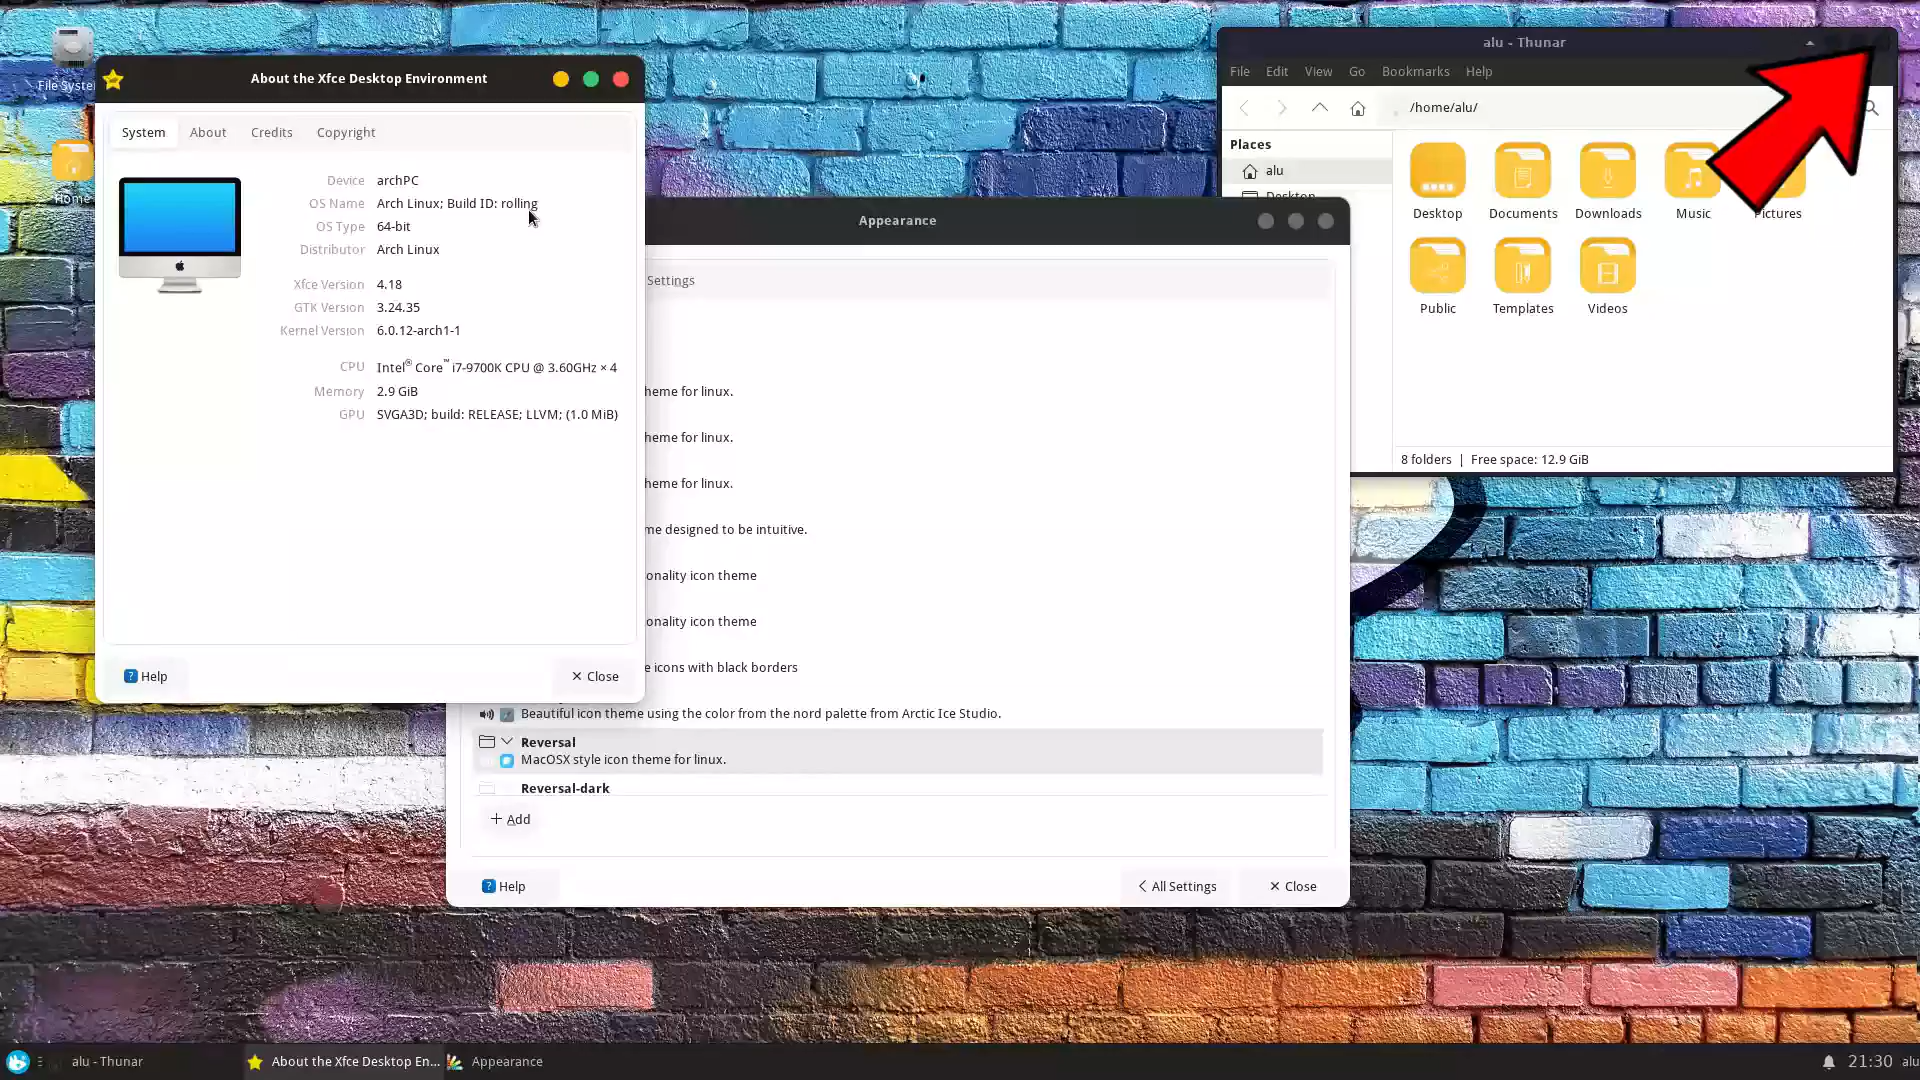 File Syste
Home
About the Xfce Desktop Environment
System About Credits Copyright
Device archPC
OS Name Arch Linux; Build ID: rolling
OS Type 64-bit
Distributor Arch Linux
Xfce Version 4.18
GTK Version 3.24.35
Kernel Version 6.0.12-arch1-1
CPU Intel® Core™ i7-9700K CPU @ 3.60GHz × 4
Memory 2.9 GiB
GPU SVGA3D; build: RELEASE; LLVM; (1.0 MiB)
? Help
× Close
Appearance
Settings
heme for linux.
heme for linux.
heme for linux.
me designed to be intuitive.
onality icon theme
onality icon theme
e icons with black borders
Beautiful icon theme using the color from the nord palette from Arctic Ice Studio.
Reversal
MacOSX style icon theme for linux.
Reversal-dark
+ Add
? Help
< All Settings
× Close
alu - Thunar
File Edit View Go Bookmarks Help
/home/alu/
Places
alu
Desktop
Desktop Documents Downloads Music Pictures
Public Templates Videos
8 folders | Free space: 12.9 GiB
alu - Thunar
About the Xfce Desktop En...
Appearance
21:30 alu